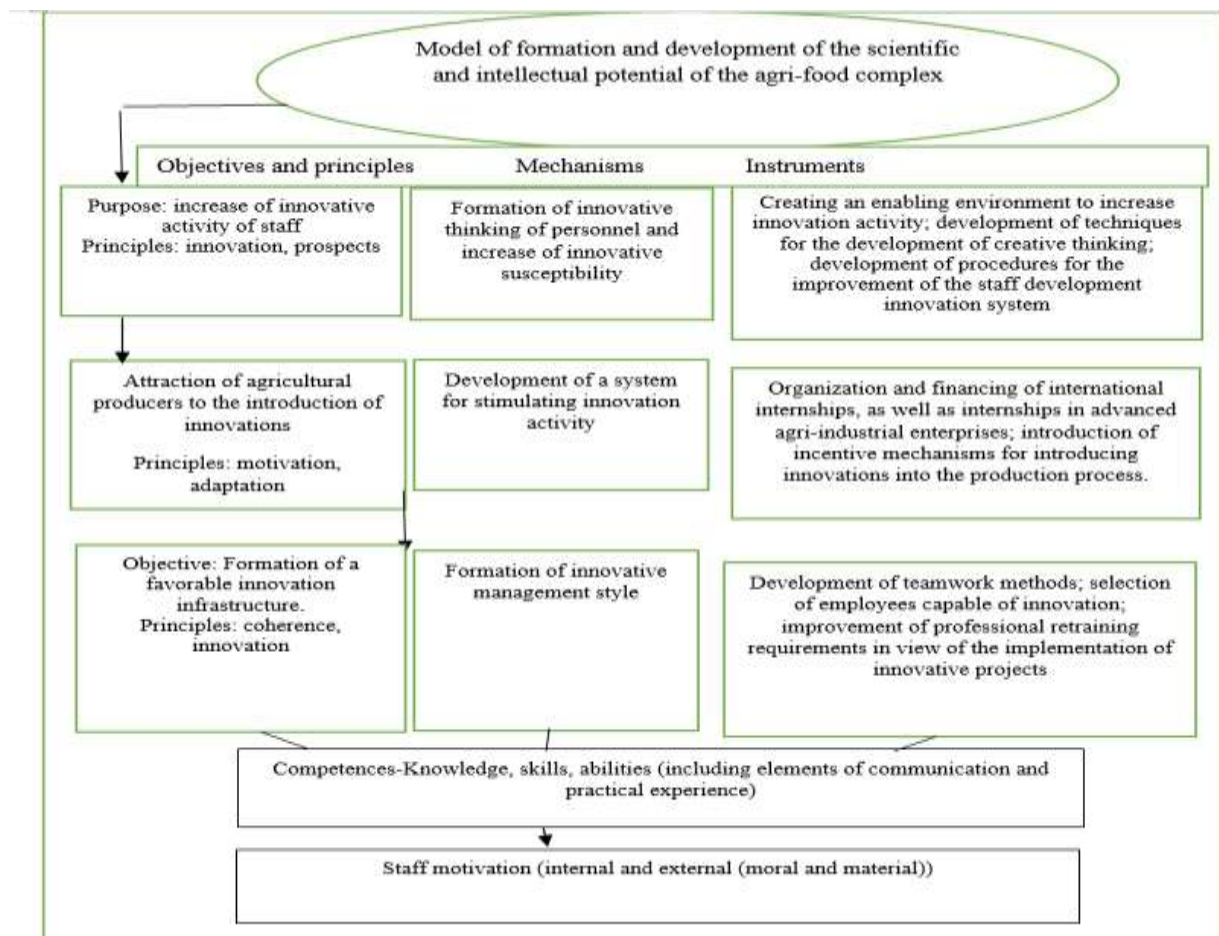 Model of formation and development of the scientific
and intellectual potential of the agri-food complex
Objectives and principles Mechanisms Instruments
Purpose: increase of innovative
activity of staff
Principles: innovation, prospects
Formation of innovative
thinking of personnel and
increase of innovative
susceptibility
Creating an enabling environment to increase
innovation activity; development of techniques
for the development of creative thinking;
development of procedures for the
improvement of the staff development
innovation system
Attraction of agricultural
producers to the introduction of
innovations
Principles: motivation,
adaptation
Development of a system
for stimulating innovation
activity
Organization and financing of international
internships, as well as internships in advanced
agri-industrial enterprises; introduction of
incentive mechanisms for introducing
innovations into the production process.
Objective: Formation of a
favorable innovation
infrastructure.
Principles: coherence,
innovation
Formation of innovative
management style
Development of teamwork methods; selection
of employees capable of innovation;
improvement of professional retraining
requirements in view of the implementation of
innovative projects
Competences-Knowledge, skills, abilities (including elements of communication and
practical experience)
Staff motivation (internal and external (moral and material))